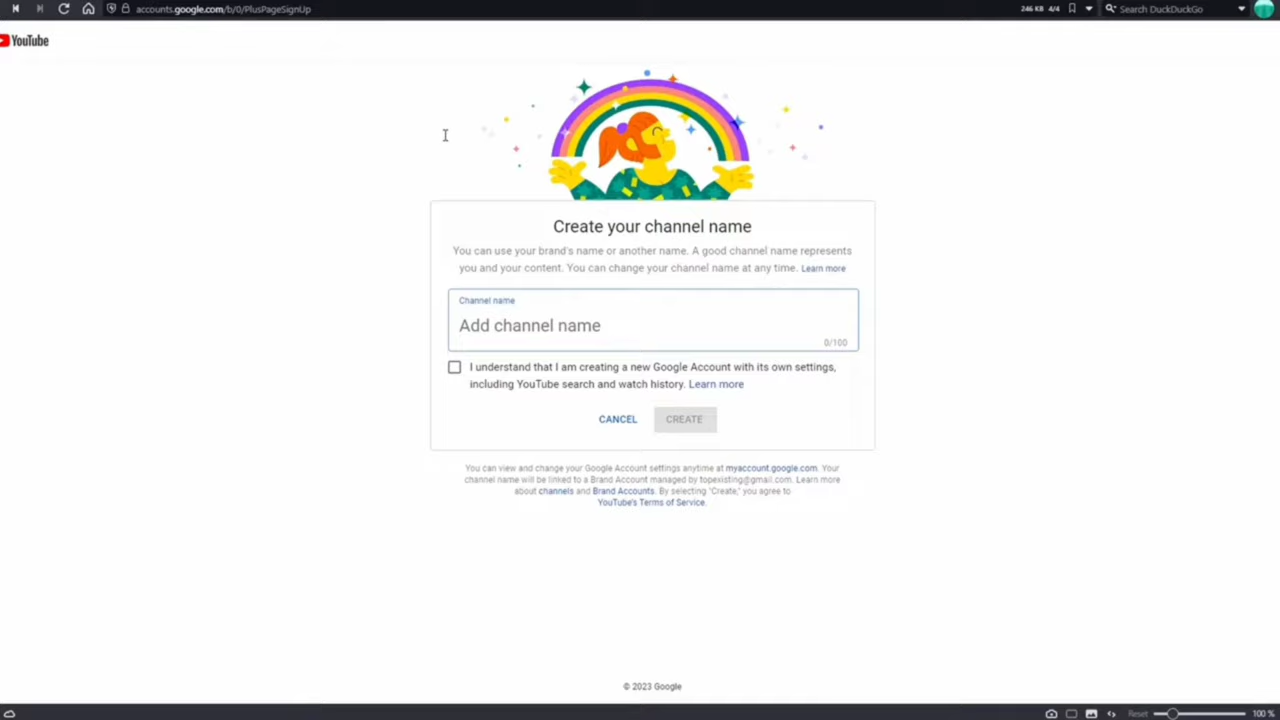 accounts.google.com/b/0/PlusPageSignUp
246 KB 4/4
Search DuckDuckGo
YouTube
Create your channel name
You can use your brand's name or another name. A good channel name represents
you and your content. You can change your channel name at any time. Learn more
Channel name
Add channel name
0/100
I understand that I am creating a new Google Account with its own settings,
including YouTube search and watch history. Learn more
CANCEL
CREATE
You can view and change your Google Account settings anytime at myaccount.google.com. Your
channel name will be linked to a Brand Account managed by topexisting@gmail.com. Learn more
about channels and Brand Accounts. By selecting "Create," you agree to
YouTube's Terms of Service.
© 2023 Google
Reset
100 %